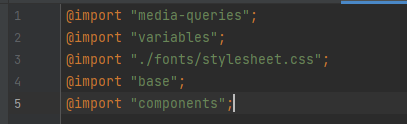 1 @import "media-queries";
2 @import "variables";
3 @import "./fonts/stylesheet.css";
4 @import "base";
5 @import "components";